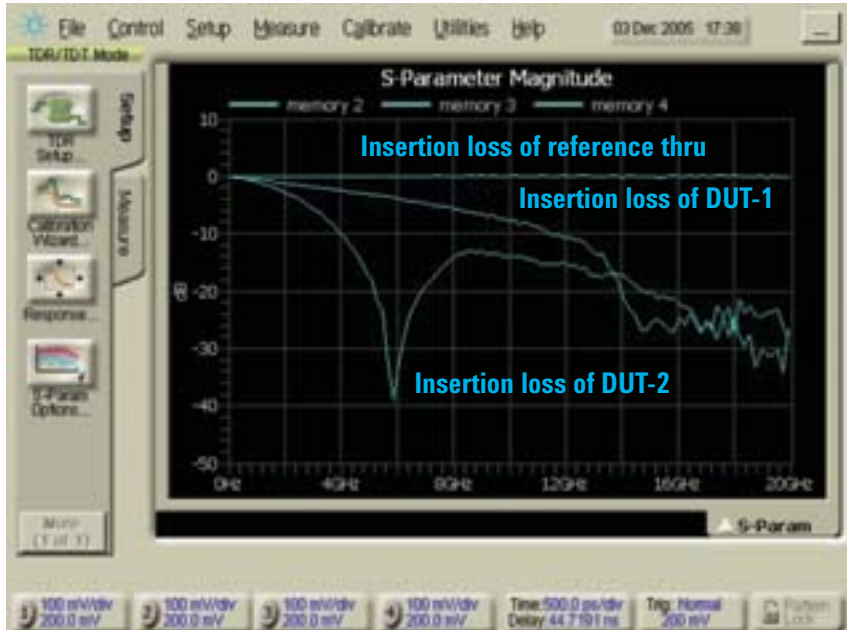 File Control Setup Measure Calibrate Utilities Help 03 Dec 2005 17:38
TDR/TDT Mode
Setup
Measure
TDR
Setup...
Calibration
Wizard...
Response...
S-Param
Options...
More
(1 of 1)
S-Parameter Magnitude
memory 2 memory 3 memory 4
Insertion loss of reference thru
Insertion loss of DUT-1
Insertion loss of DUT-2
dB
10
0
-10
-20
-30
-40
-50
0Hz 4GHz 8GHz 12GHz 16GHz 20GHz
S-Param
1) 100 mV/div
200.0 mV
2) 100 mV/div
200.0 mV
3) 100 mV/div
200.0 mV
4) 100 mV/div
200.0 mV
Time:500.0 ps/div
Delay:44.7191 ns
Trig: Normal
200 mV
Pattern
Lock